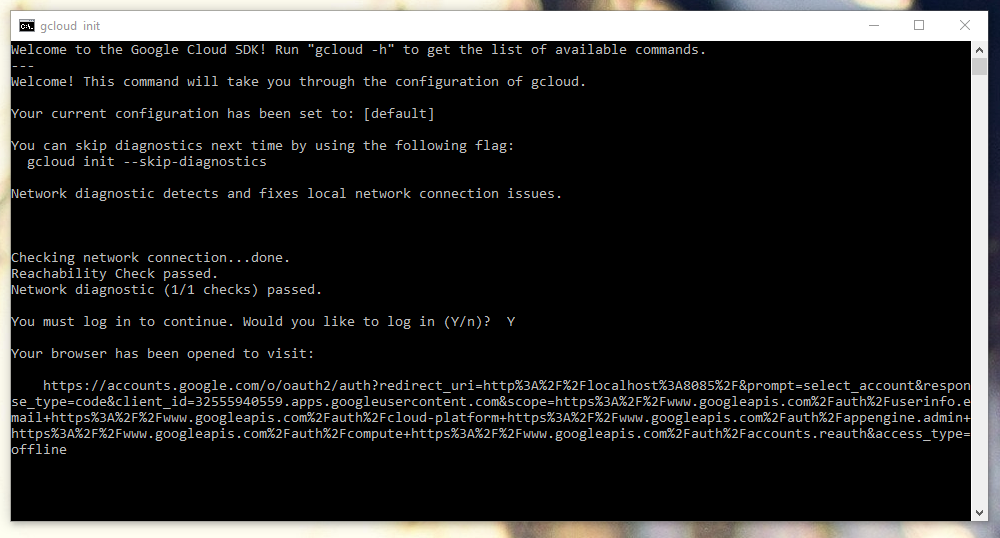 gcloud init
Welcome to the Google Cloud SDK! Run "gcloud -h" to get the list of available commands.
---
Welcome! This command will take you through the configuration of gcloud.
Your current configuration has been set to: [default]
You can skip diagnostics next time by using the following flag:
  gcloud init --skip-diagnostics
Network diagnostic detects and fixes local network connection issues.
Checking network connection...done.
Reachability Check passed.
Network diagnostic (1/1 checks) passed.
You must log in to continue. Would you like to log in (Y/n)?  Y
Your browser has been opened to visit:
    https://accounts.google.com/o/oauth2/auth?redirect_uri=http%3A%2F%2Flocalhost%3A8085%2F&prompt=select_account&respon
se_type=code&client_id=32555940559.apps.googleusercontent.com&scope=https%3A%2F%2Fwww.googleapis.com%2Fauth%2Fuserinfo.e
mail+https%3A%2F%2Fwww.googleapis.com%2Fauth%2Fcloud-platform+https%3A%2F%2Fwww.googleapis.com%2Fauth%2Fappengine.admin+
https%3A%2F%2Fwww.googleapis.com%2Fauth%2Fcompute+https%3A%2F%2Fwww.googleapis.com%2Fauth%2Faccounts.reauth&access_type=
offline